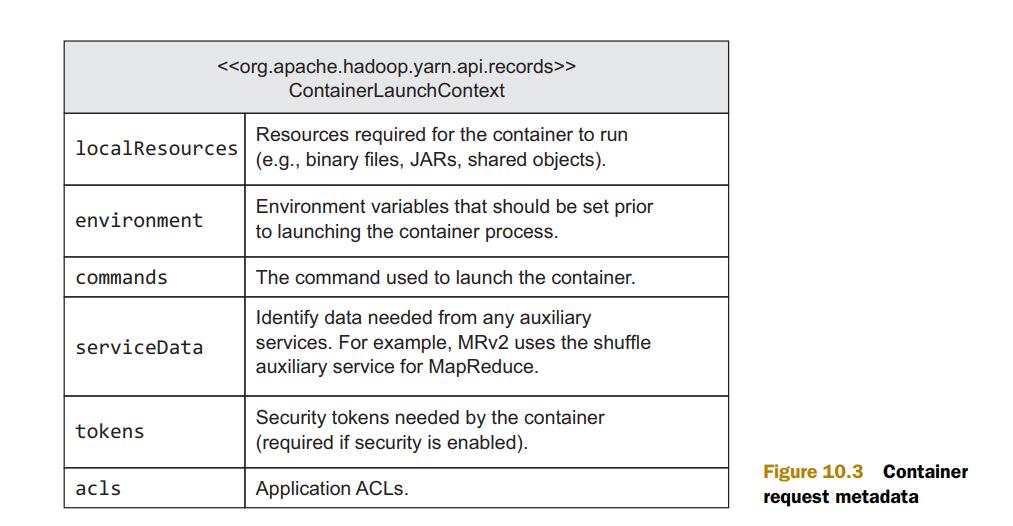 <<org.apache.hadoop.yarn.api.records>>
ContainerLaunchContext
localResources
Resources required for the container to run
(e.g., binary files, JARs, shared objects).
environment
Environment variables that should be set prior
to launching the container process.
commands
The command used to launch the container.
serviceData
Identify data needed from any auxiliary
services. For example, MRv2 uses the shuffle
auxiliary service for MapReduce.
tokens
Security tokens needed by the container
(required if security is enabled).
acls
Application ACLs.
Figure 10.3 Container
request metadata